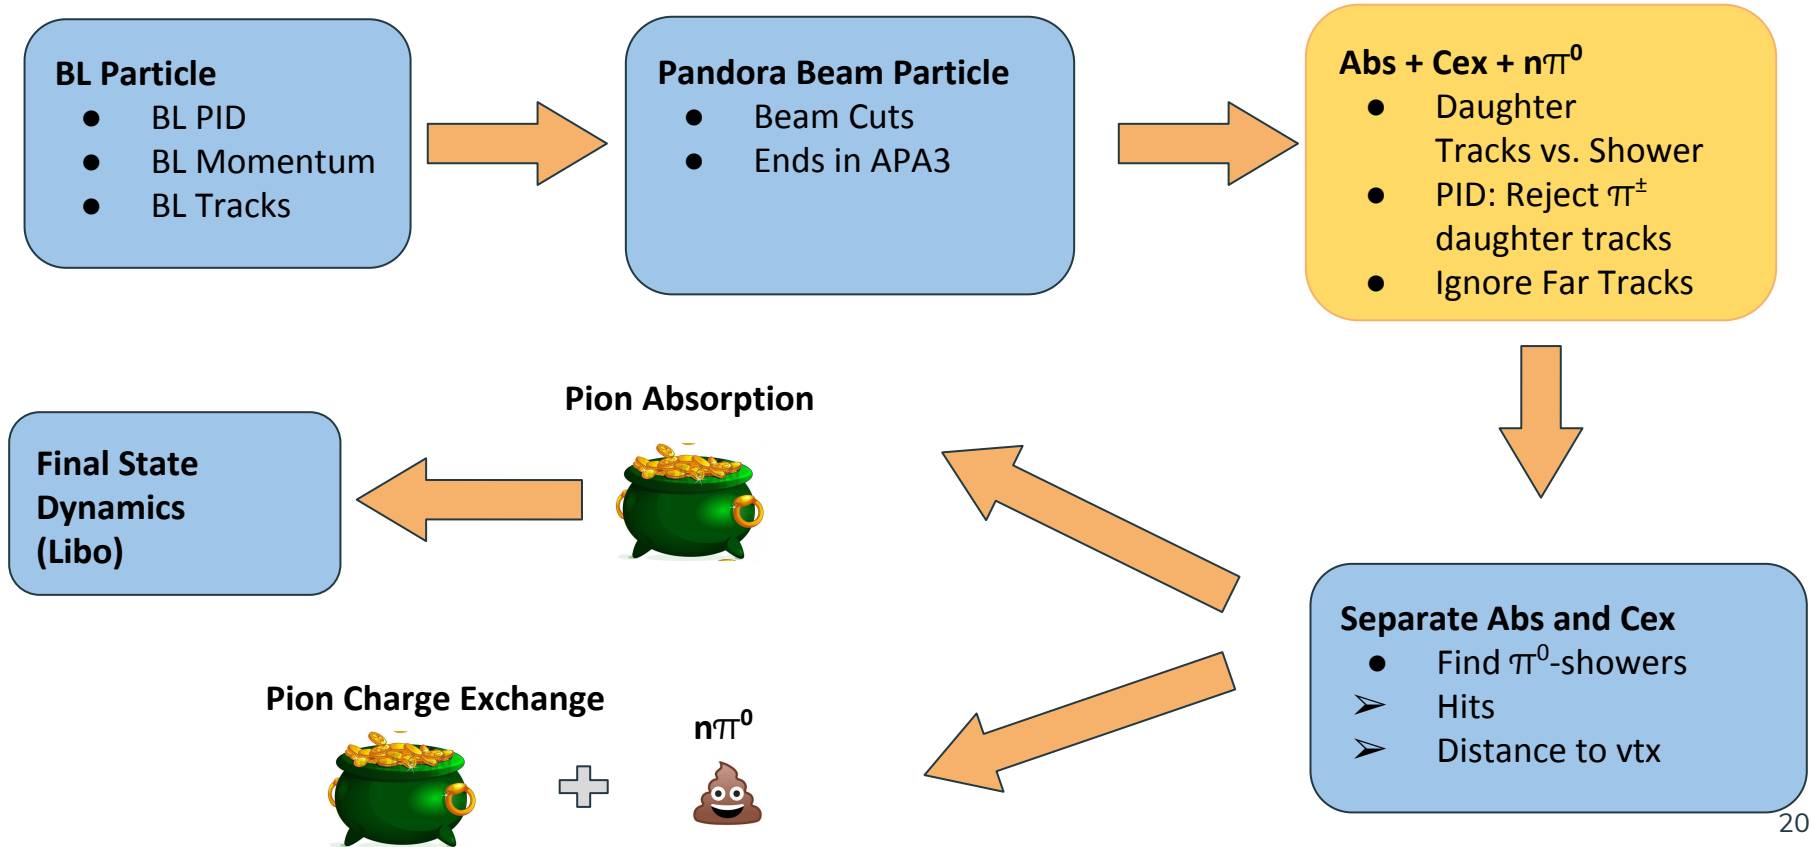 BL Particle
● BL PID
● BL Momentum
● BL Tracks
Pandora Beam Particle
● Beam Cuts
● Ends in APA3
Abs + Cex + nπ⁰
● Daughter
Tracks vs. Shower
● PID: Reject π±
daughter tracks
● Ignore Far Tracks
Pion Absorption
Final State
Dynamics
(Libo)
Separate Abs and Cex
● Find π⁰-showers
➢ Hits
➢ Distance to vtx
Pion Charge Exchange
nπ⁰
20